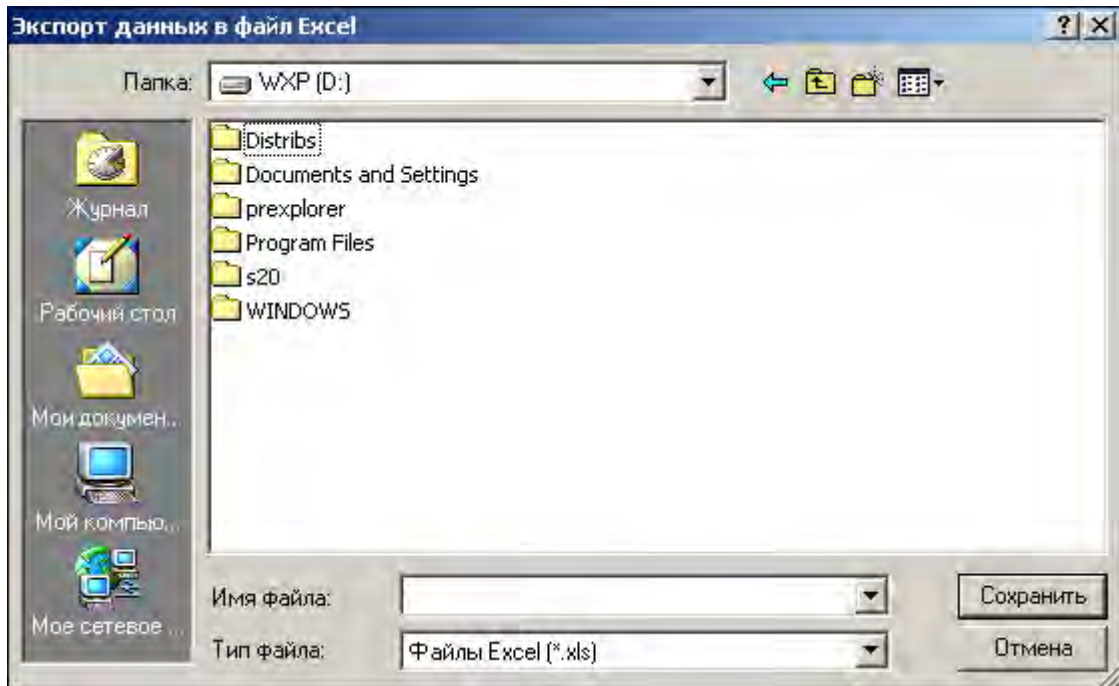 Экспорт данных в файл Excel
Папка: WXP (D:)
Журнал
Рабочий стол
Мои докумен...
Мой компью...
Мое сетевое ...
Distribs
Documents and Settings
prexplorer
Program Files
s20
WINDOWS
Имя файла:
Сохранить
Тип файла: Файлы Excel (*.xls)
Отмена